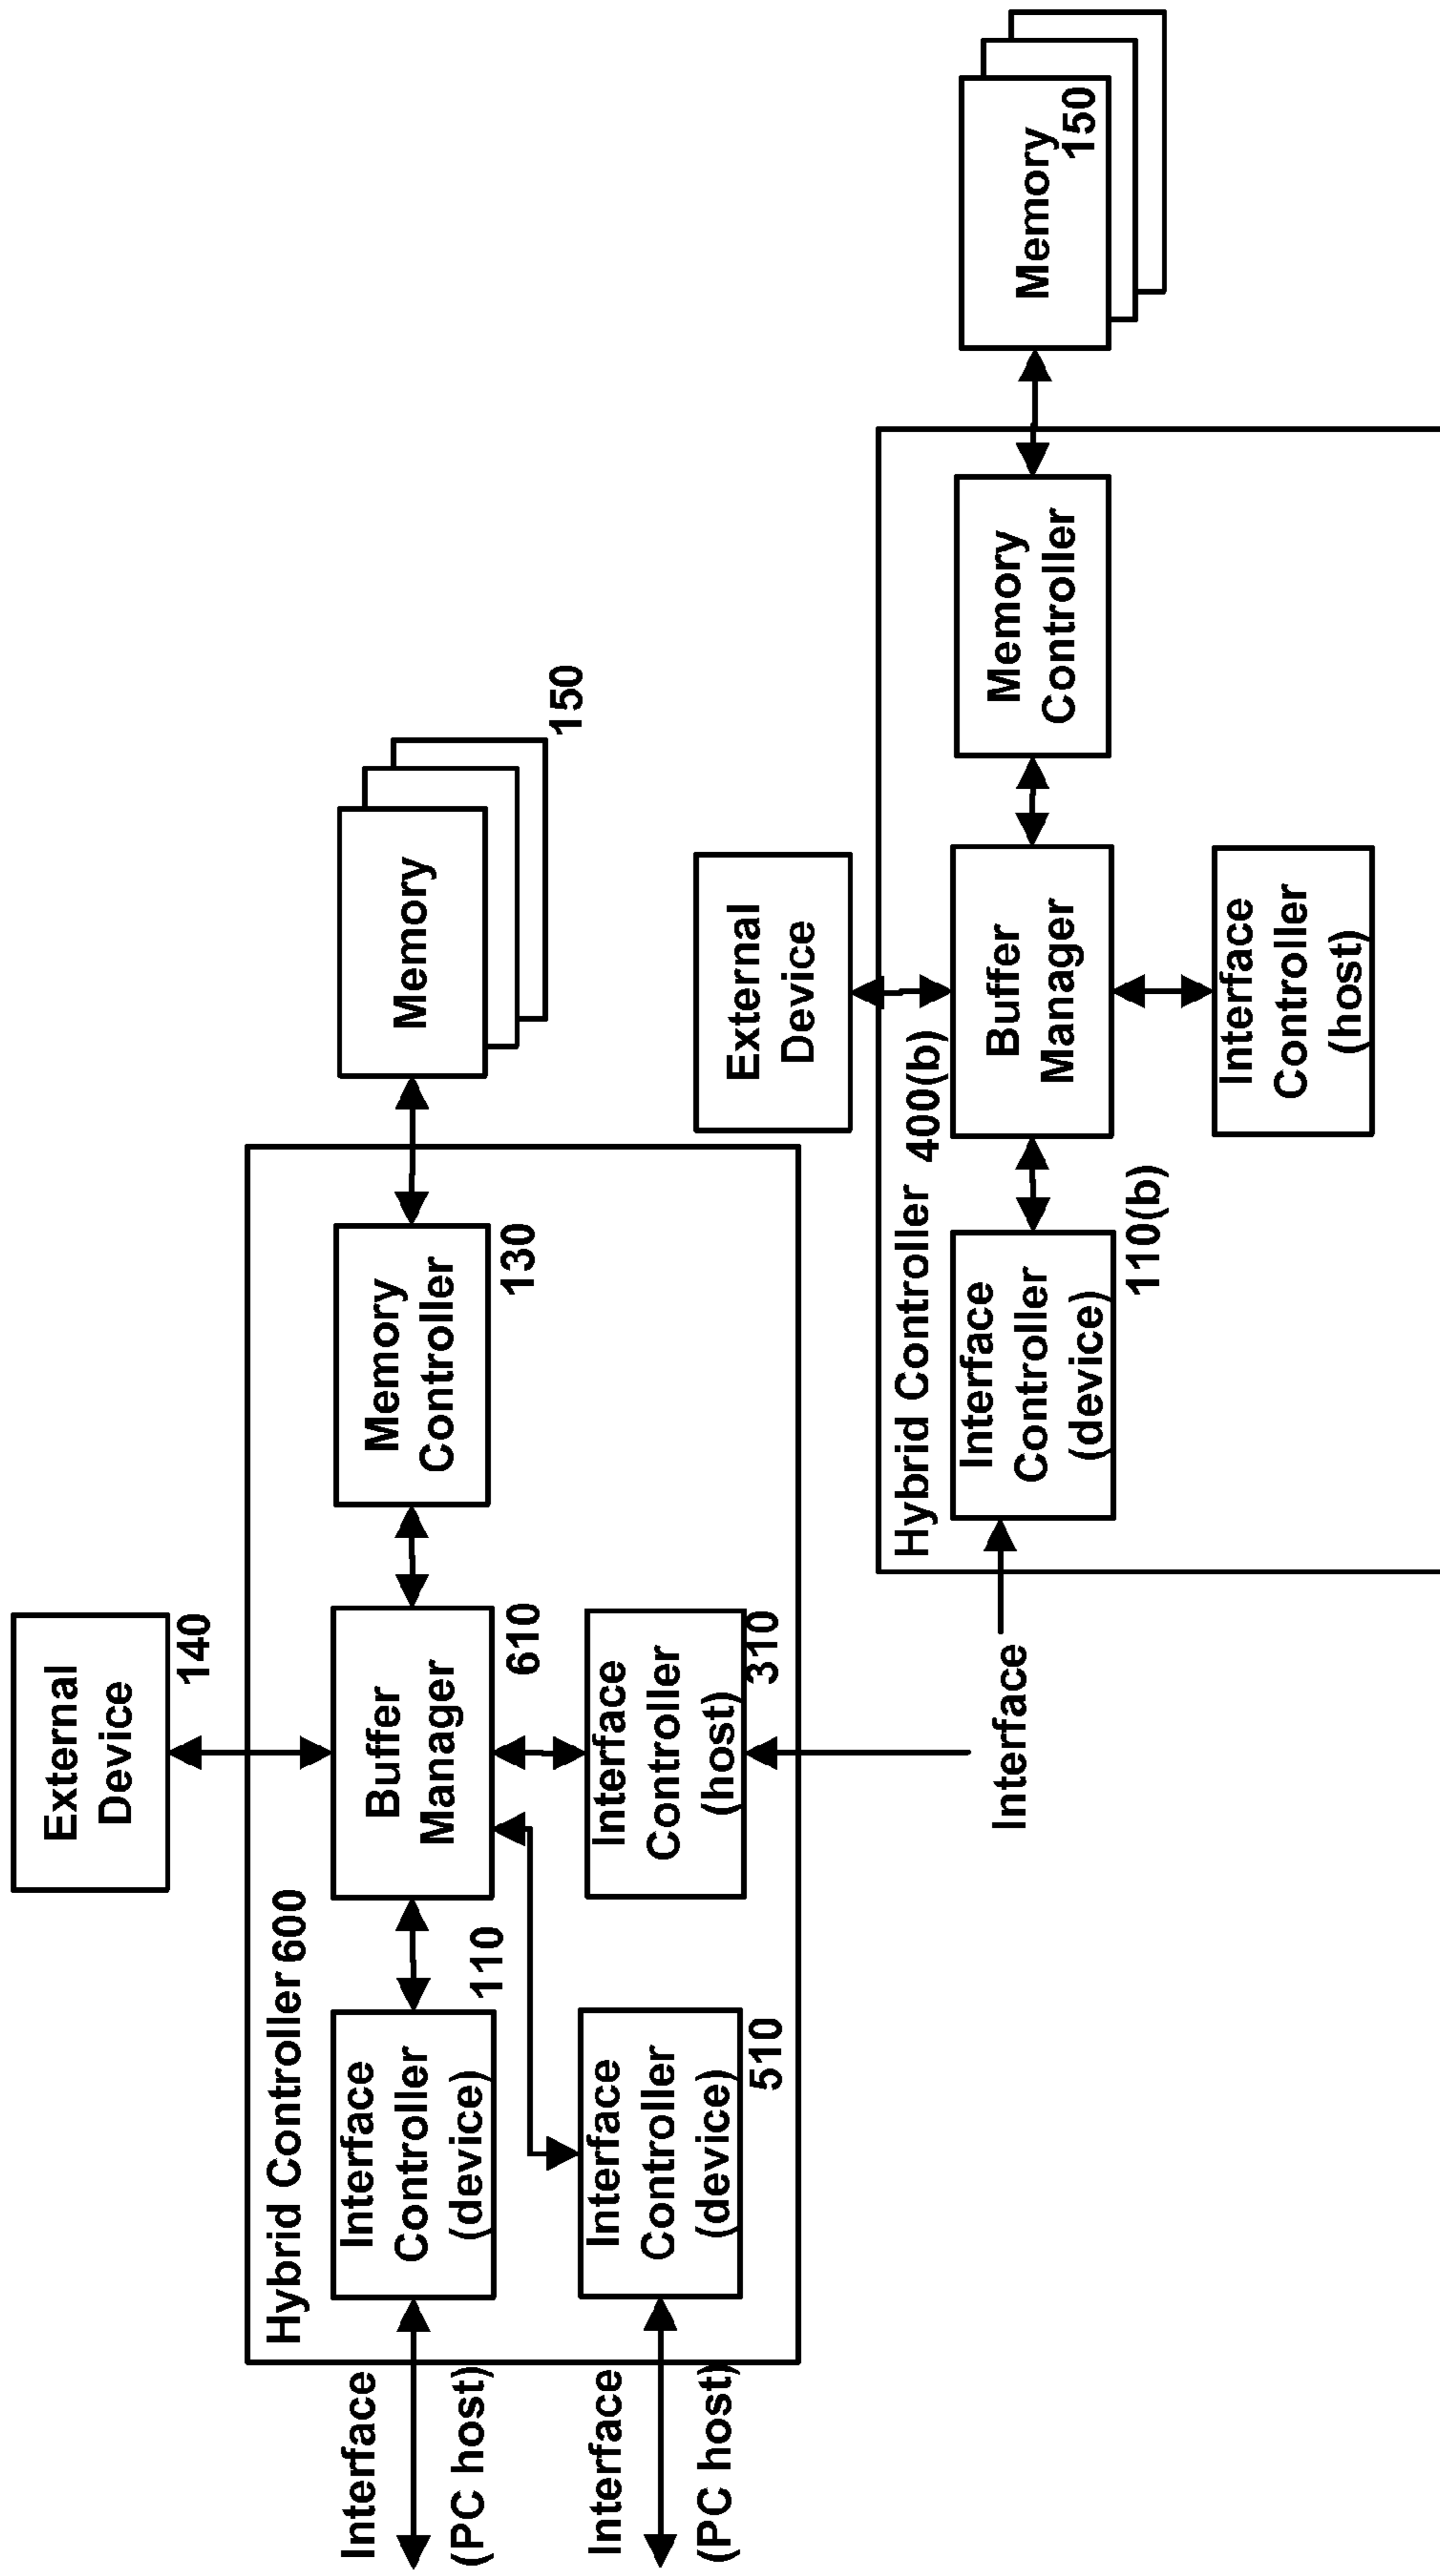 External
Device
140
Hybrid Controller 600
Interface
(PC host)
Interface
Controller
(device)
110
Buffer
Manager
610
Memory
Controller
130
Memory
150
Interface
(PC host)
Interface
Controller
(device)
510
Interface
Controller
(host)
310
Interface
External
Device
Hybrid Controller 400(b)
Interface
Controller
(device)
110(b)
Buffer
Manager
Memory
Controller
Memory
150
Interface
Controller
(host)